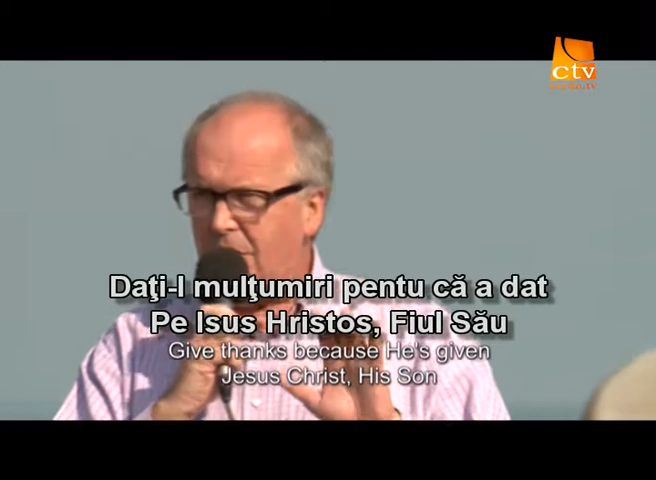 ctv
Daţi-I mulţumiri pentu că a dat
Pe Isus Hristos, Fiul Său
Give thanks because He's given
Jesus Christ, His Son